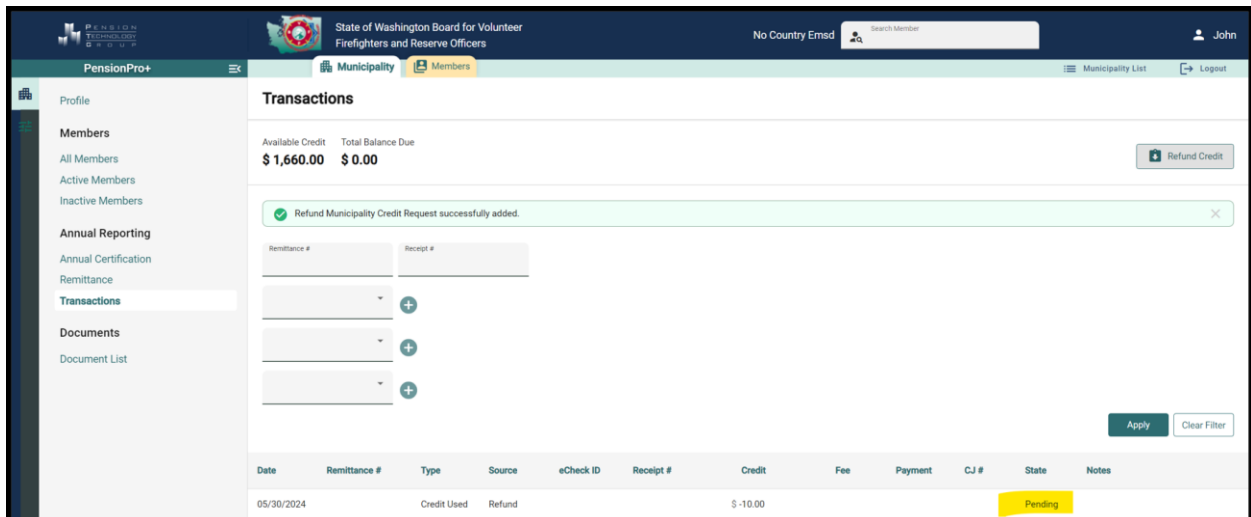 PENSION
TECHNOLOGY
GROUP
State of Washington Board for Volunteer
Firefighters and Reserve Officers
No Country Emsd
Search Member
John
PensionPro+
Municipality
Members
Municipality List
Logout
Profile
Members
All Members
Active Members
Inactive Members
Annual Reporting
Annual Certification
Remittance
Transactions
Documents
Document List
Transactions
Available Credit Total Balance Due
$ 1,660.00 $ 0.00
Refund Credit
Refund Municipality Credit Request successfully added.
Remittance # Receipt #
Apply Clear Filter
Date Remittance # Type Source eCheck ID Receipt # Credit Fee Payment CJ # State Notes
05/30/2024 Credit Used Refund $ -10.00 Pending